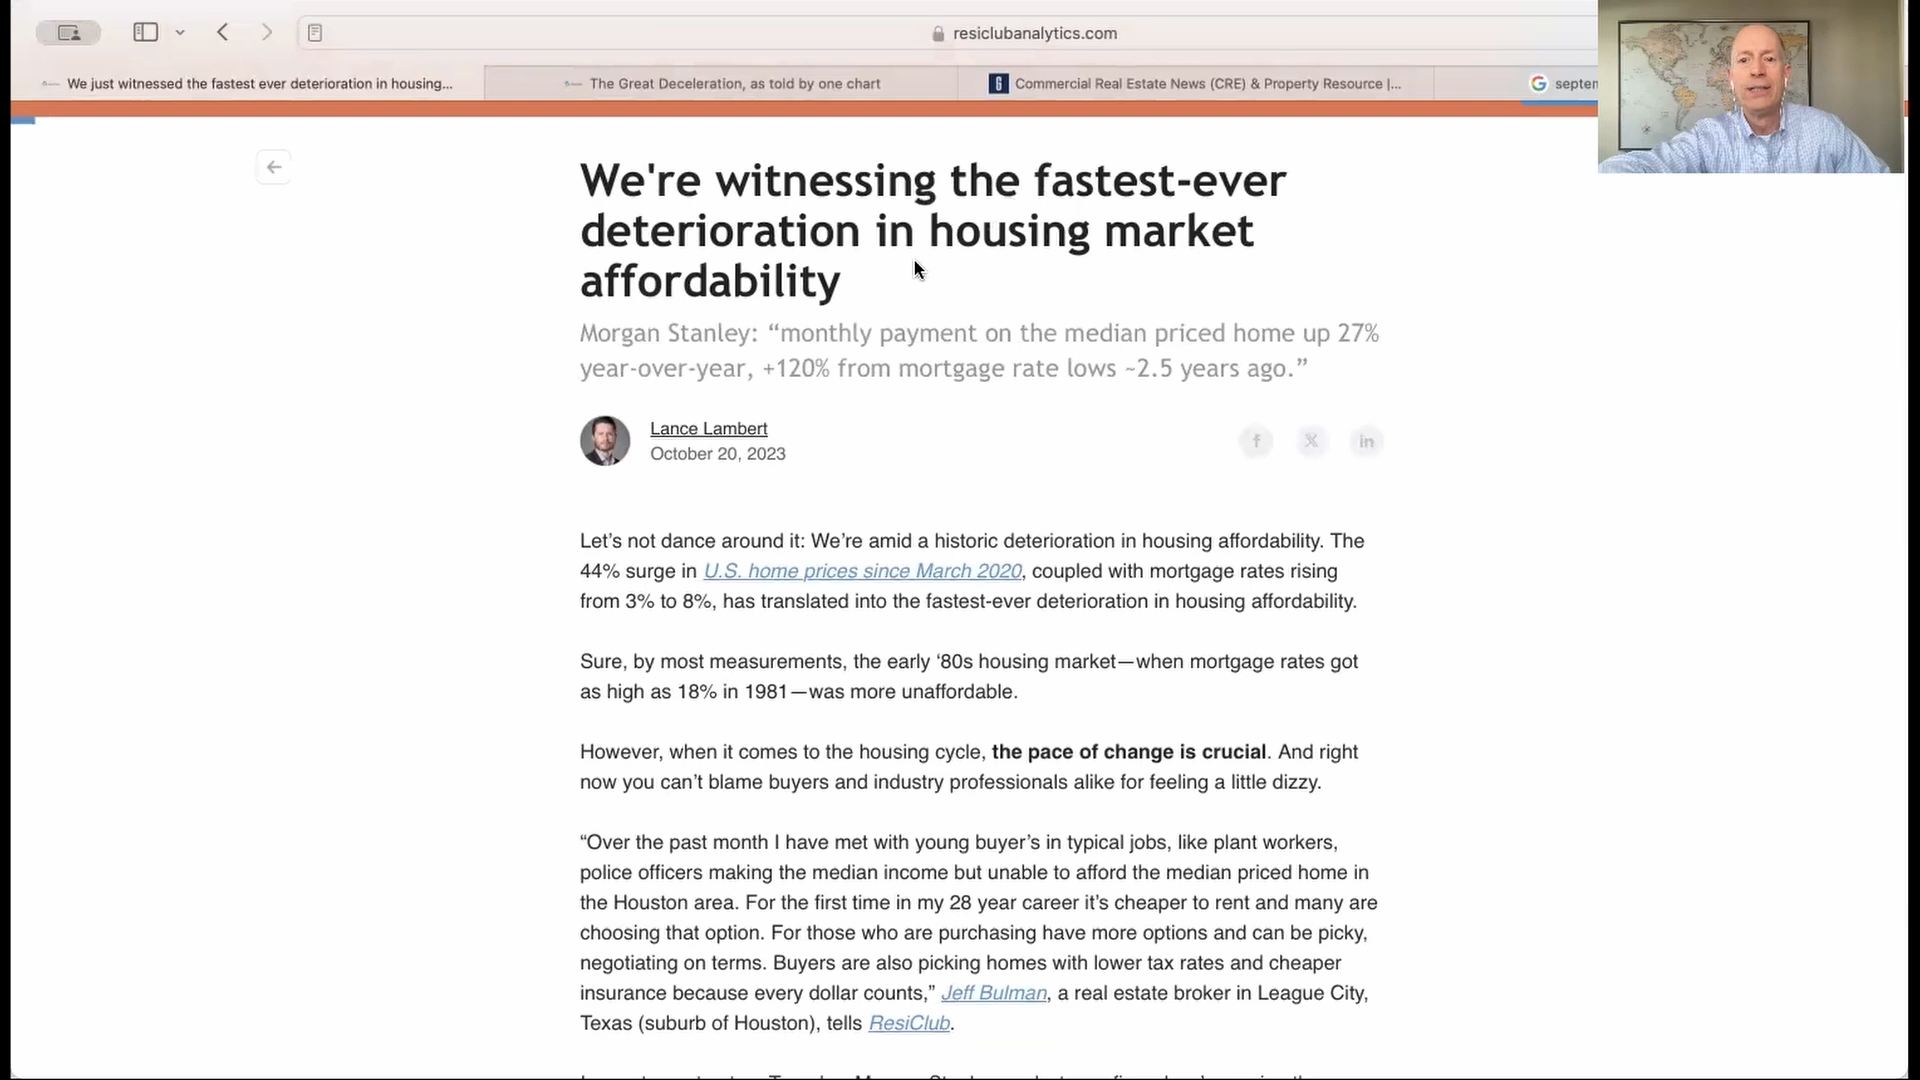 resiclubanalytics.com
We just witnessed the fastest ever deterioration in housing...
The Great Deceleration, as told by one chart
Commercial Real Estate News (CRE) & Property Resource |...
septen
We're witnessing the fastest-ever
deterioration in housing market
affordability
Morgan Stanley: “monthly payment on the median priced home up 27%
year-over-year, +120% from mortgage rate lows ~2.5 years ago.”
Lance Lambert
October 20, 2023
Let’s not dance around it: We’re amid a historic deterioration in housing affordability. The
44% surge in U.S. home prices since March 2020, coupled with mortgage rates rising
from 3% to 8%, has translated into the fastest-ever deterioration in housing affordability.
Sure, by most measurements, the early ‘80s housing market—when mortgage rates got
as high as 18% in 1981—was more unaffordable.
However, when it comes to the housing cycle, the pace of change is crucial. And right
now you can’t blame buyers and industry professionals alike for feeling a little dizzy.
“Over the past month I have met with young buyer’s in typical jobs, like plant workers,
police officers making the median income but unable to afford the median priced home in
the Houston area. For the first time in my 28 year career it’s cheaper to rent and many are
choosing that option. For those who are purchasing have more options and can be picky,
negotiating on terms. Buyers are also picking homes with lower tax rates and cheaper
insurance because every dollar counts,” Jeff Bulman, a real estate broker in League City,
Texas (suburb of Houston), tells ResiClub.